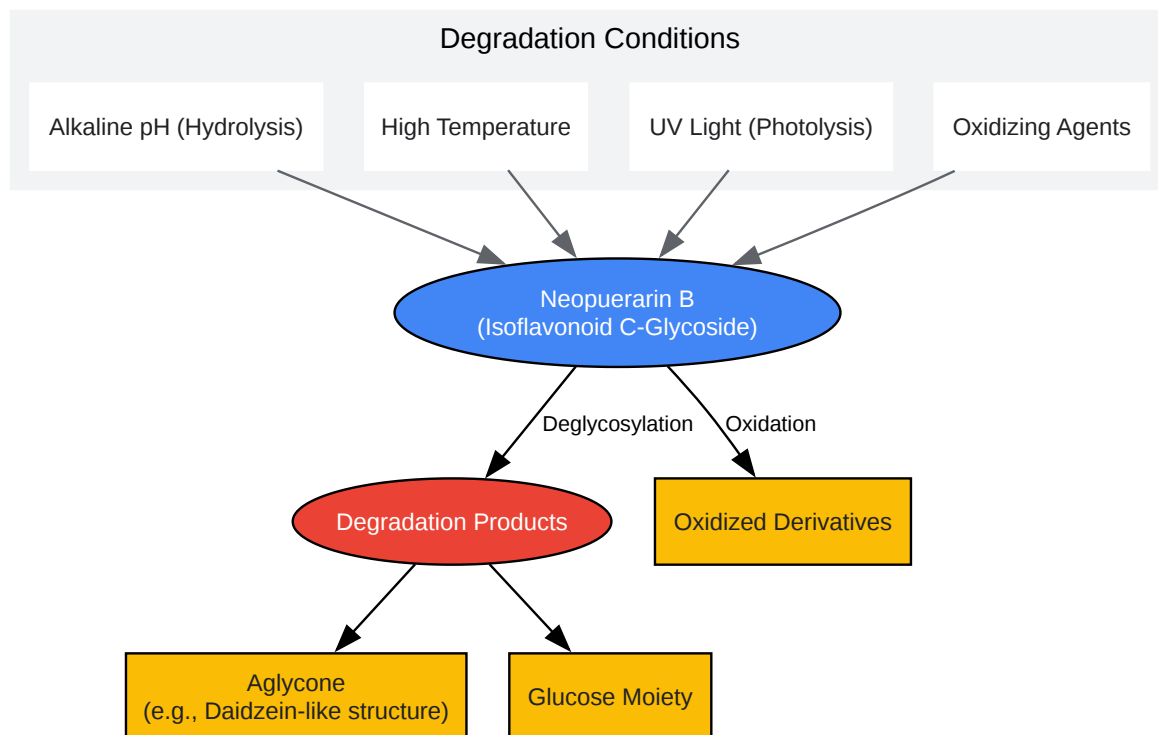 Degradation Conditions
Alkaline pH (Hydrolysis)
High Temperature
UV Light (Photolysis)
Oxidizing Agents
Neopuerarin B
(Isoflavonoid C-Glycoside)
Deglycosylation
Oxidation
Degradation Products
Oxidized Derivatives
Aglycone
(e.g., Daidzein-like structure)
Glucose Moiety